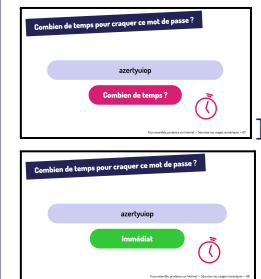 Combien de temps pour craquer ce mot de passe ?
azertyuiop
Combien de temps ?
Combien de temps pour craquer ce mot de passe ?
azertyuiop
Immédiat